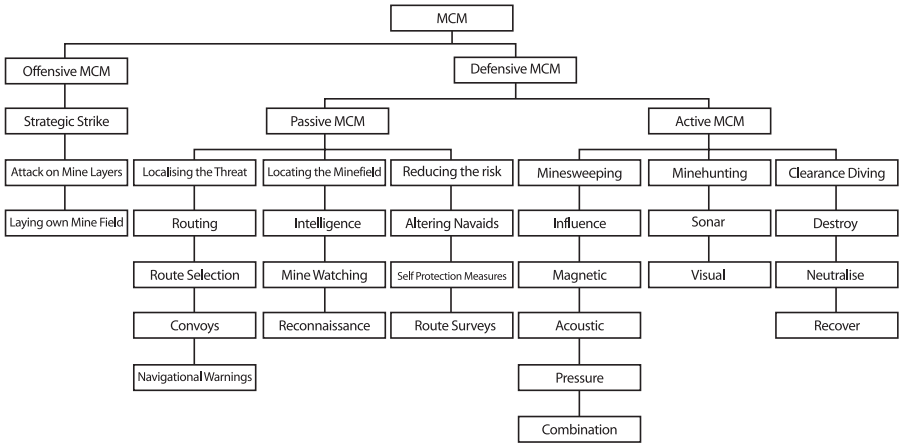 MCM
Offensive MCM
Defensive MCM
Strategic Strike
Passive MCM
Active MCM
Attack on Mine Layers
Localising the Threat
Locating the Minefield
Reducing the risk
Minesweeping
Minehunting
Clearance Diving
Laying own Mine Field
Routing
Intelligence
Altering Navaids
Influence
Sonar
Destroy
Route Selection
Mine Watching
Self Protection Measures
Magnetic
Visual
Neutralise
Convoys
Reconnaissance
Route Surveys
Acoustic
Recover
Navigational Warnings
Pressure
Combination